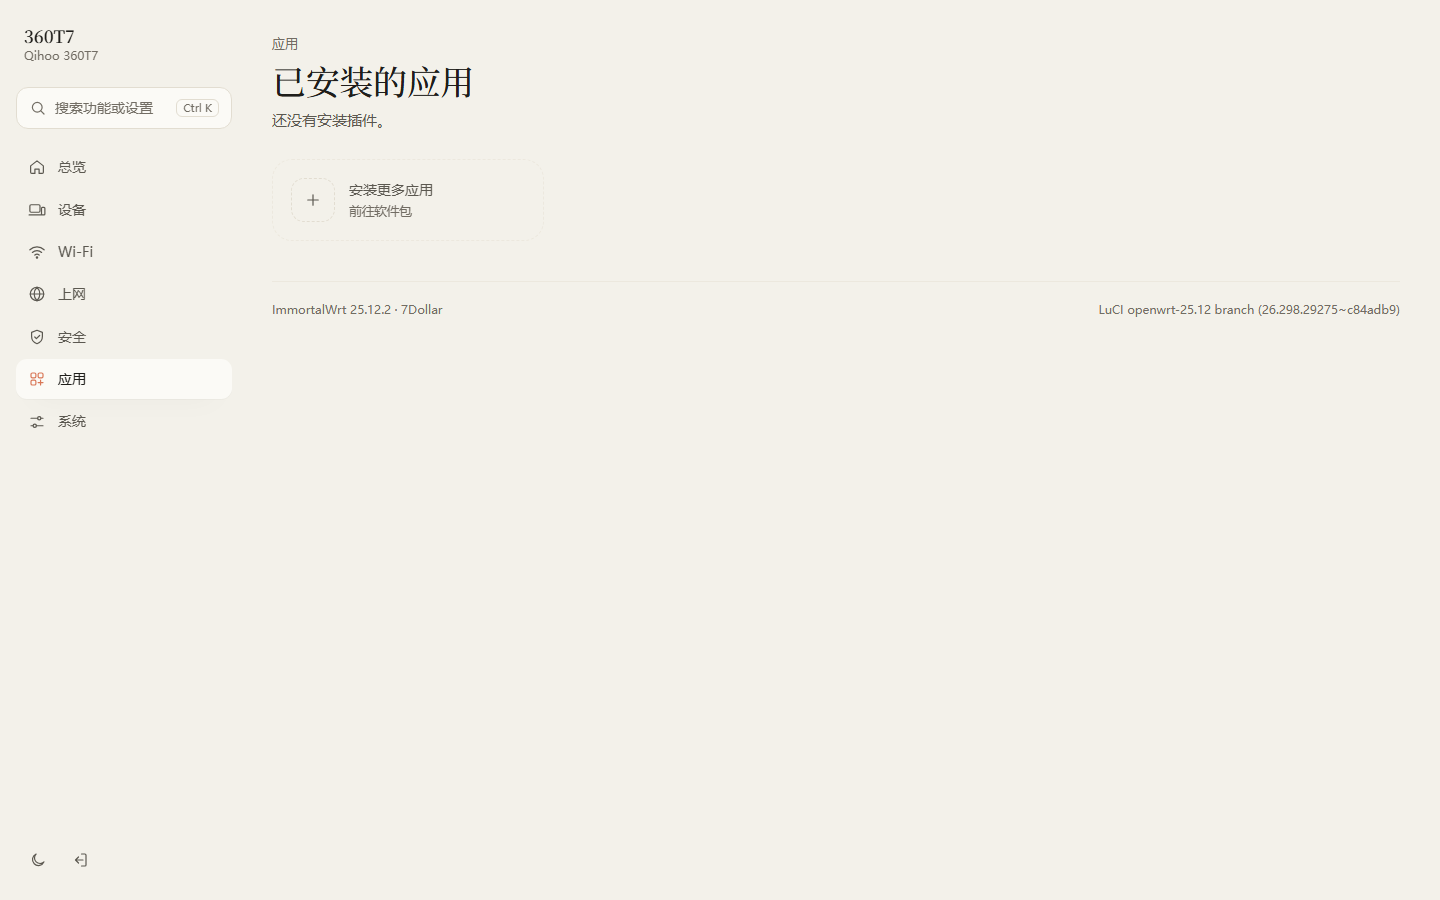 360T7
Qihoo 360T7
搜索功能或设置 Ctrl K
总览
设备
Wi-Fi
上网
安全
应用
系统
应用
已安装的应用
还没有安装插件。
安装更多应用
前往软件包
ImmortalWrt 25.12.2 · 7Dollar
LuCI openwrt-25.12 branch (26.298.29275~c84adb9)